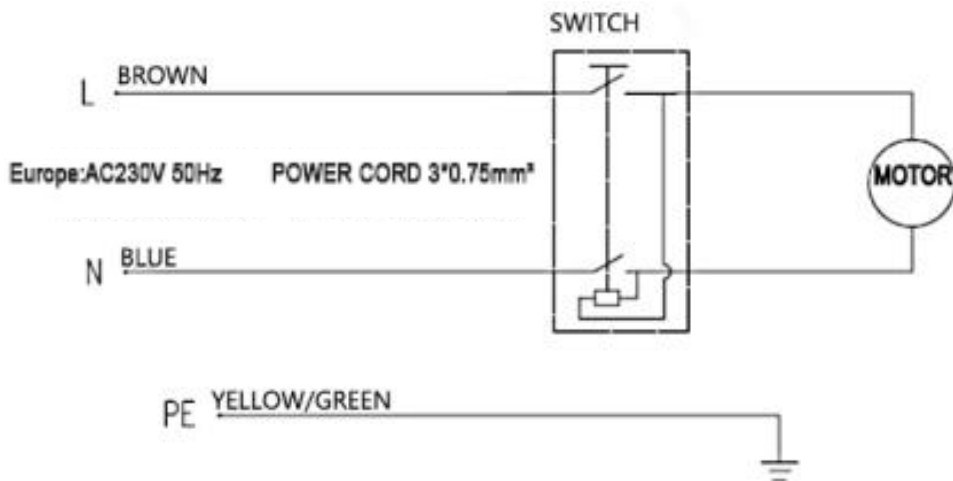 SWITCH
L BROWN
Europe:AC230V 50Hz POWER CORD 3*0.75mm²
MOTOR
N BLUE
PE YELLOW/GREEN